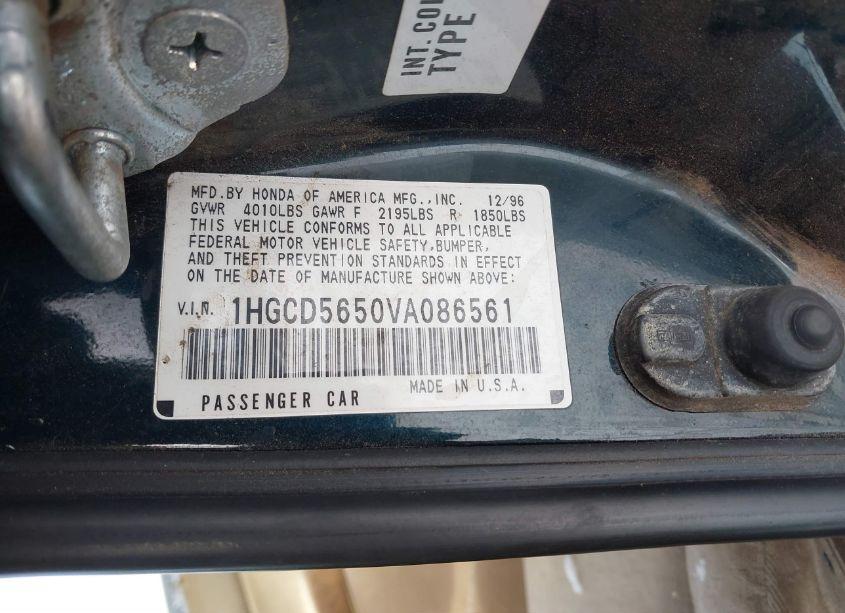 INT. COL
TYPE
MFD.BY HONDA OF AMERICA MFG.,INC. 12/96
GVWR 4010LBS GAWR F 2195LBS R 1850LBS
THIS VEHICLE CONFORMS TO ALL APPLICABLE
FEDERAL MOTOR VEHICLE SAFETY,BUMPER,
AND THEFT PREVENTION STANDARDS IN EFFECT
ON THE DATE OF MANUFACTURE SHOWN ABOVE:
V.I.N. 1HGCD5650VA086561
MADE IN U.S.A.
PASSENGER CAR